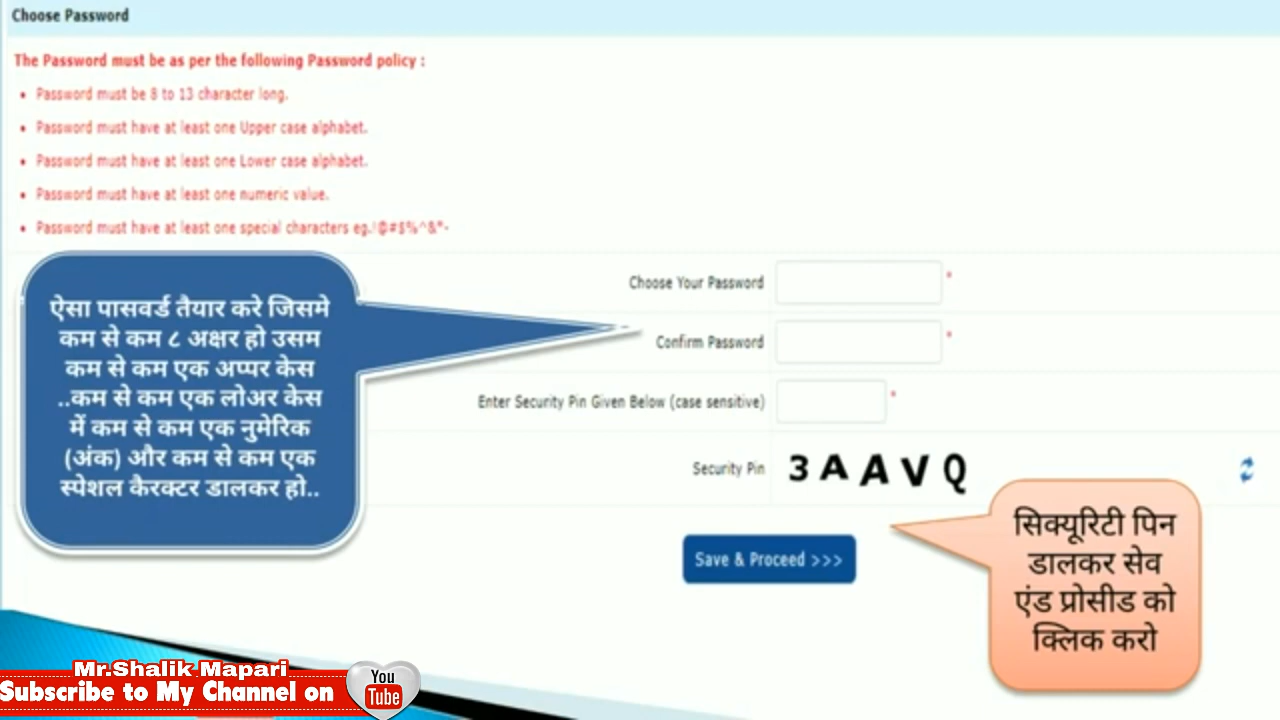 Choose Password
The Password must be as per the following Password policy :
• Password must be 8 to 13 character long.
• Password must have at least one Upper case alphabet.
• Password must have at least one Lower case alphabet.
• Password must have at least one numeric value.
• Password must have at least one special characters eg.!@#$%^&*-
Choose Your Password *
Confirm Password *
Enter Security Pin Given Below (case sensitive) *
Security Pin 3AAVQ
Save & Proceed >>>
ऐसा पासवर्ड तैयार करे जिसमे
कम से कम ८ अक्षर हो उसम
कम से कम एक अप्पर केस
..कम से कम एक लोअर केस
में कम से कम एक नुमेरिक
(अंक) और कम से कम एक
स्पेशल कैरक्टर डालकर हो..
सिक्यूरिटी पिन
डालकर सेव
एंड प्रोसीड को
क्लिक करो
Mr.Shalik Mapari
Subscribe to My Channel on
You
Tube